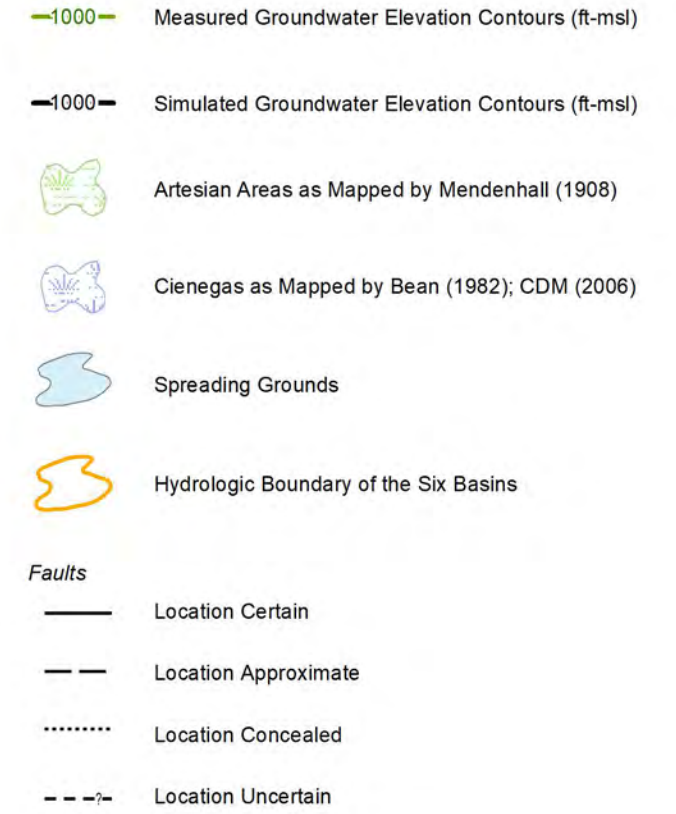 1000 Measured Groundwater Elevation Contours (ft-msl)
1000 Simulated Groundwater Elevation Contours (ft-msl)
Artesian Areas as Mapped by Mendenhall (1908)
Cienegas as Mapped by Bean (1982); CDM (2006)
Spreading Grounds
Hydrologic Boundary of the Six Basins
Faults
Location Certain
Location Approximate
Location Concealed
? Location Uncertain